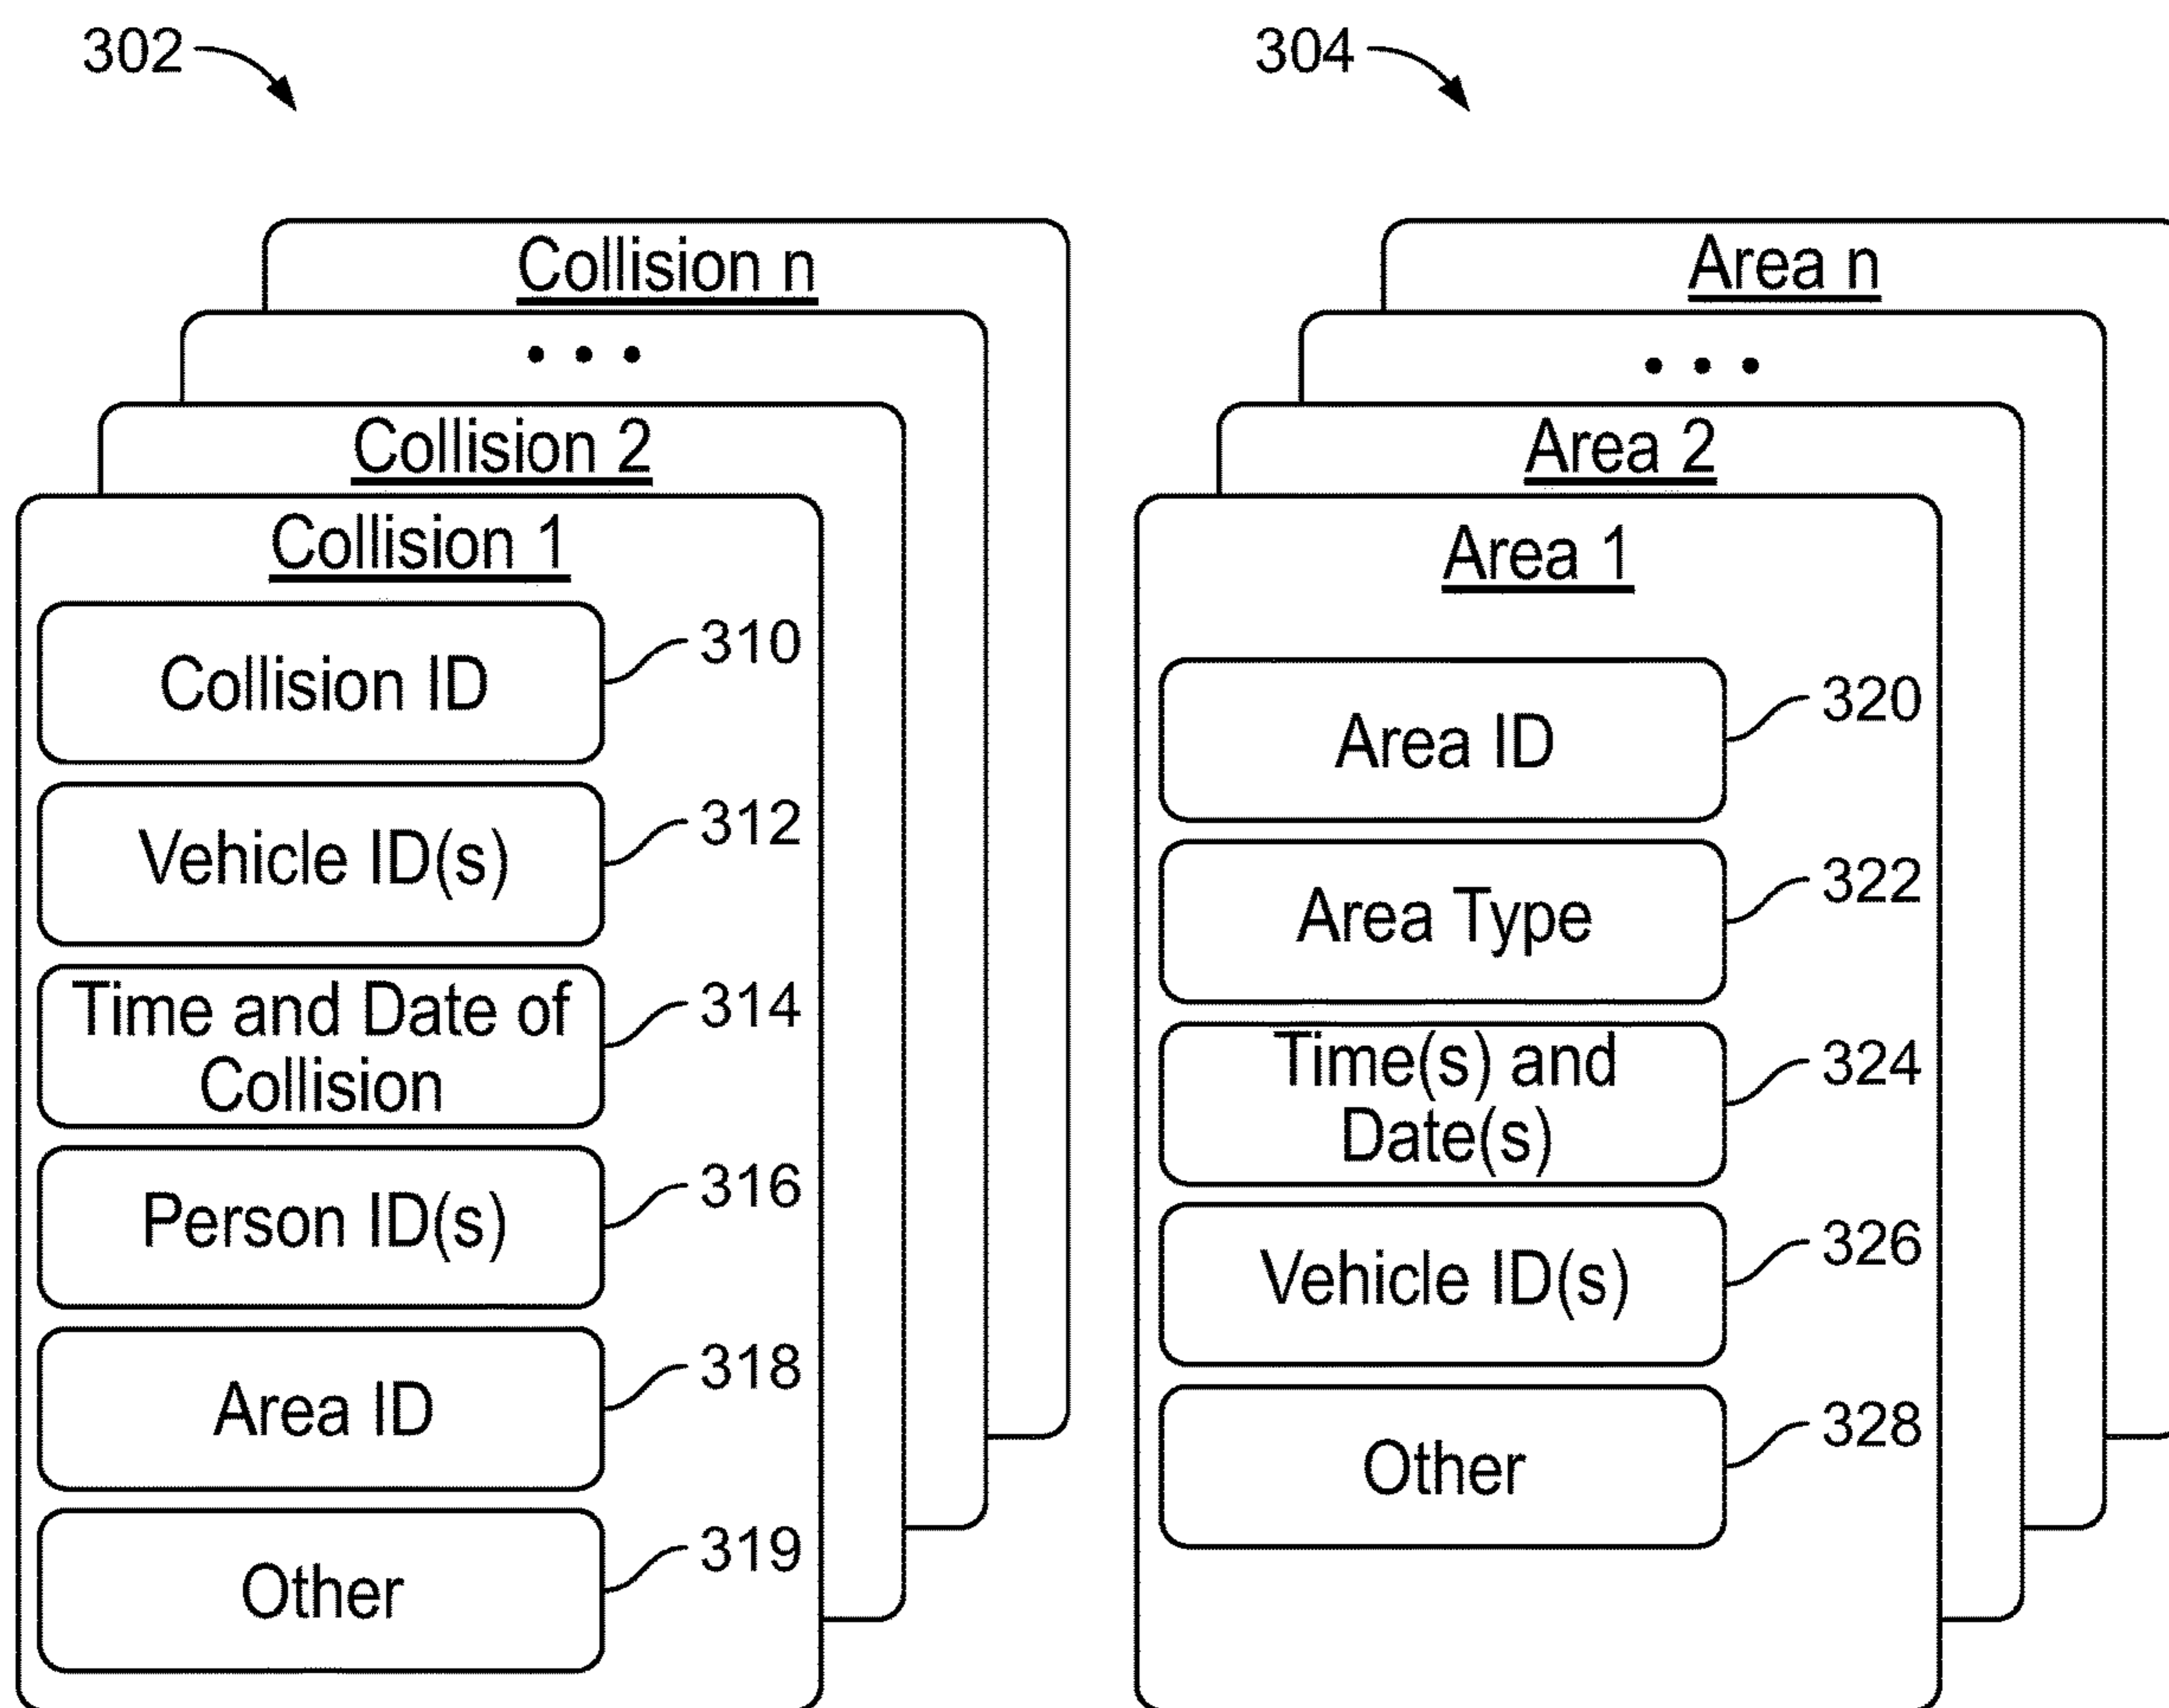 302
304
Collision n
• • •
Collision 2
Collision 1
Collision ID
310
Vehicle ID(s)
312
Time and Date of
Collision
314
Person ID(s)
316
Area ID
318
Other
319
Area n
• • •
Area 2
Area 1
Area ID
320
Area Type
322
Time(s) and
Date(s)
324
Vehicle ID(s)
326
Other
328